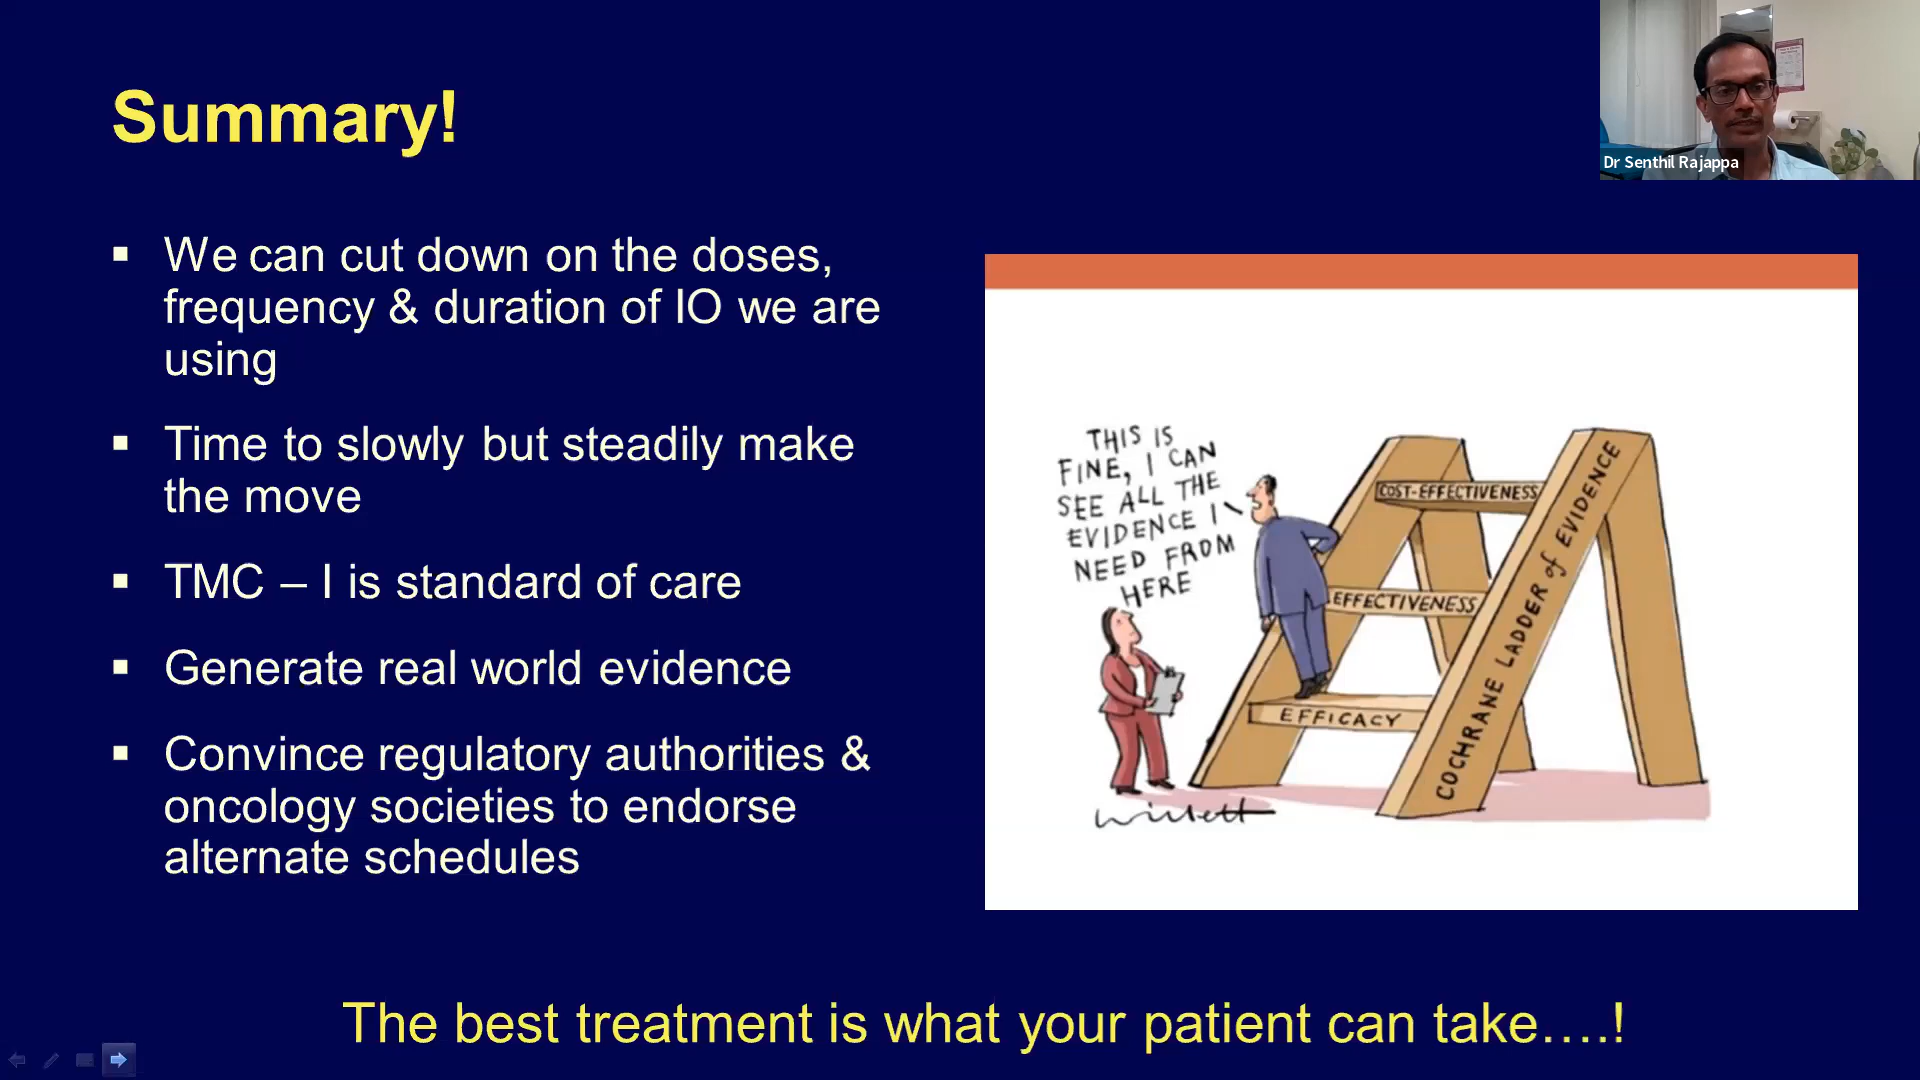 Summary!
Dr Senthil Rajappa
▪ We can cut down on the doses,
frequency & duration of IO we are
using
▪ Time to slowly but steadily make
the move
▪ TMC – I is standard of care
▪ Generate real world evidence
▪ Convince regulatory authorities &
oncology societies to endorse
alternate schedules
THIS IS
FINE, I CAN
SEE ALL THE
EVIDENCE I
NEED FROM
HERE
COST-EFFECTIVENESS
EFFECTIVENESS
EFFICACY
COCHRANE LADDER of EVIDENCE
Willett
The best treatment is what your patient can take….!